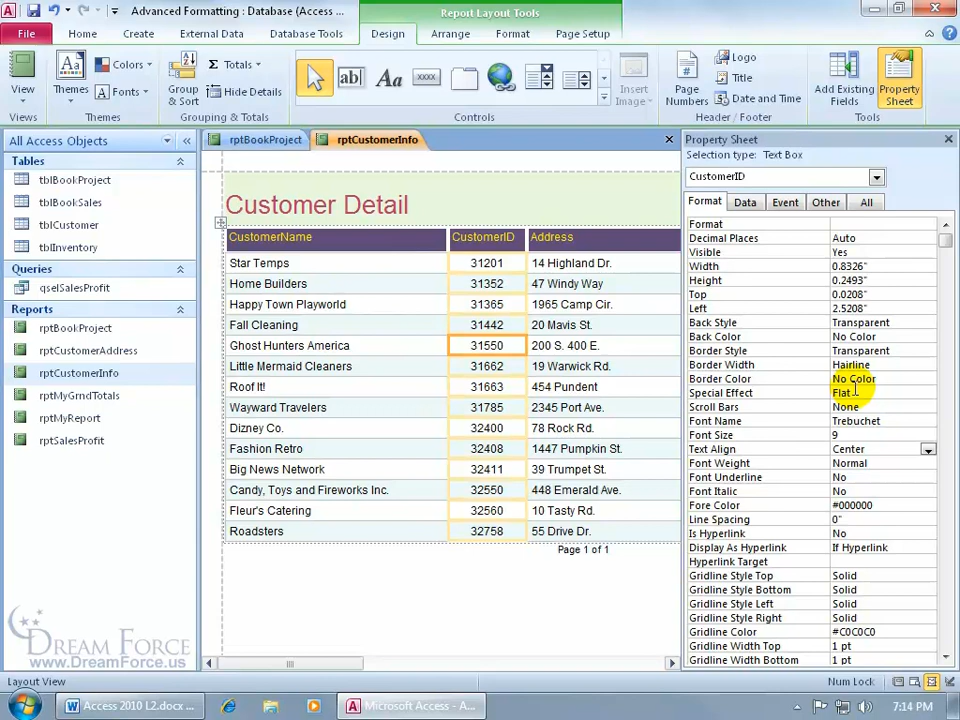 Advanced Formatting : Database (Access ...
Report Layout Tools
File
Home
Create
External Data
Database Tools
Design
Arrange
Format
Page Setup
View
Views
Themes
Colors
Fonts
Themes
Group & Sort
Totals
Hide Details
Grouping & Totals
ab|
Aa
xxxx
Controls
Insert Image
Page Numbers
Logo
Title
Date and Time
Header / Footer
Add Existing Fields
Property Sheet
Tools
All Access Objects
Tables
tblBookProject
tblBookSales
tblCustomer
tblInventory
Queries
qselSalesProfit
Reports
rptBookProject
rptCustomerAddress
rptCustomerInfo
rptMyGrndTotals
rptMyReport
rptSalesProfit
DREAM FORCE
www.DreamForce.us
rptBookProject
rptCustomerInfo
Customer Detail
CustomerName CustomerID Address
Star Temps 31201 14 Highland Dr.
Home Builders 31352 47 Windy Way
Happy Town Playworld 31365 1965 Camp Cir.
Fall Cleaning 31442 20 Mavis St.
Ghost Hunters America 31550 200 S. 400 E.
Little Mermaid Cleaners 31662 19 Warwick Rd.
Roof It! 31663 454 Pundent
Wayward Travelers 31785 2345 Port Ave.
Dizney Co. 32400 78 Rock Rd.
Fashion Retro 32408 1447 Pumpkin St.
Big News Network 32411 39 Trumpet St.
Candy, Toys and Fireworks Inc. 32550 448 Emerald Ave.
Fleur's Catering 32560 10 Tasty Rd.
Roadsters 32758 55 Drive Dr.
Page 1 of 1
Property Sheet
Selection type: Text Box
CustomerID
Format Data Event Other All
Format
Decimal Places Auto
Visible Yes
Width 0.8326"
Height 0.2493"
Top 0.0208"
Left 2.5208"
Back Style Transparent
Back Color No Color
Border Style Transparent
Border Width Hairline
Border Color No Color
Special Effect Flat
Scroll Bars None
Font Name Trebuchet
Font Size 9
Text Align Center
Font Weight Normal
Font Underline No
Font Italic No
Fore Color #000000
Line Spacing 0"
Is Hyperlink No
Display As Hyperlink If Hyperlink
Hyperlink Target
Gridline Style Top Solid
Gridline Style Bottom Solid
Gridline Style Left Solid
Gridline Style Right Solid
Gridline Color #C0C0C0
Gridline Width Top 1 pt
Gridline Width Bottom 1 pt
Layout View
Num Lock
Access 2010 L2.docx ...
Microsoft Access - A...
7:14 PM